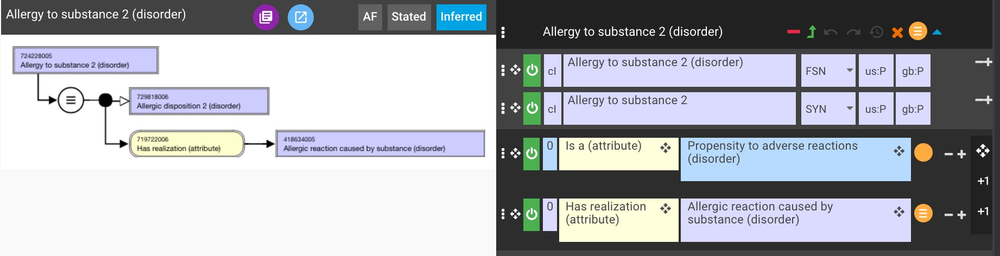 Allergy to substance 2 (disorder)
AF
Stated
Inferred
724228005
Allergy to substance 2 (disorder)
729818006
Allergic disposition 2 (disorder)
719722006
Has realization (attribute)
418634005
Allergic reaction caused by substance (disorder)
Allergy to substance 2 (disorder)
cI
Allergy to substance 2 (disorder)
FSN
us:P
gb:P
cI
Allergy to substance 2
SYN
us:P
gb:P
0
Is a (attribute)
Propensity to adverse reactions
(disorder)
+1
0
Has realization
(attribute)
Allergic reaction caused by
substance (disorder)
+1